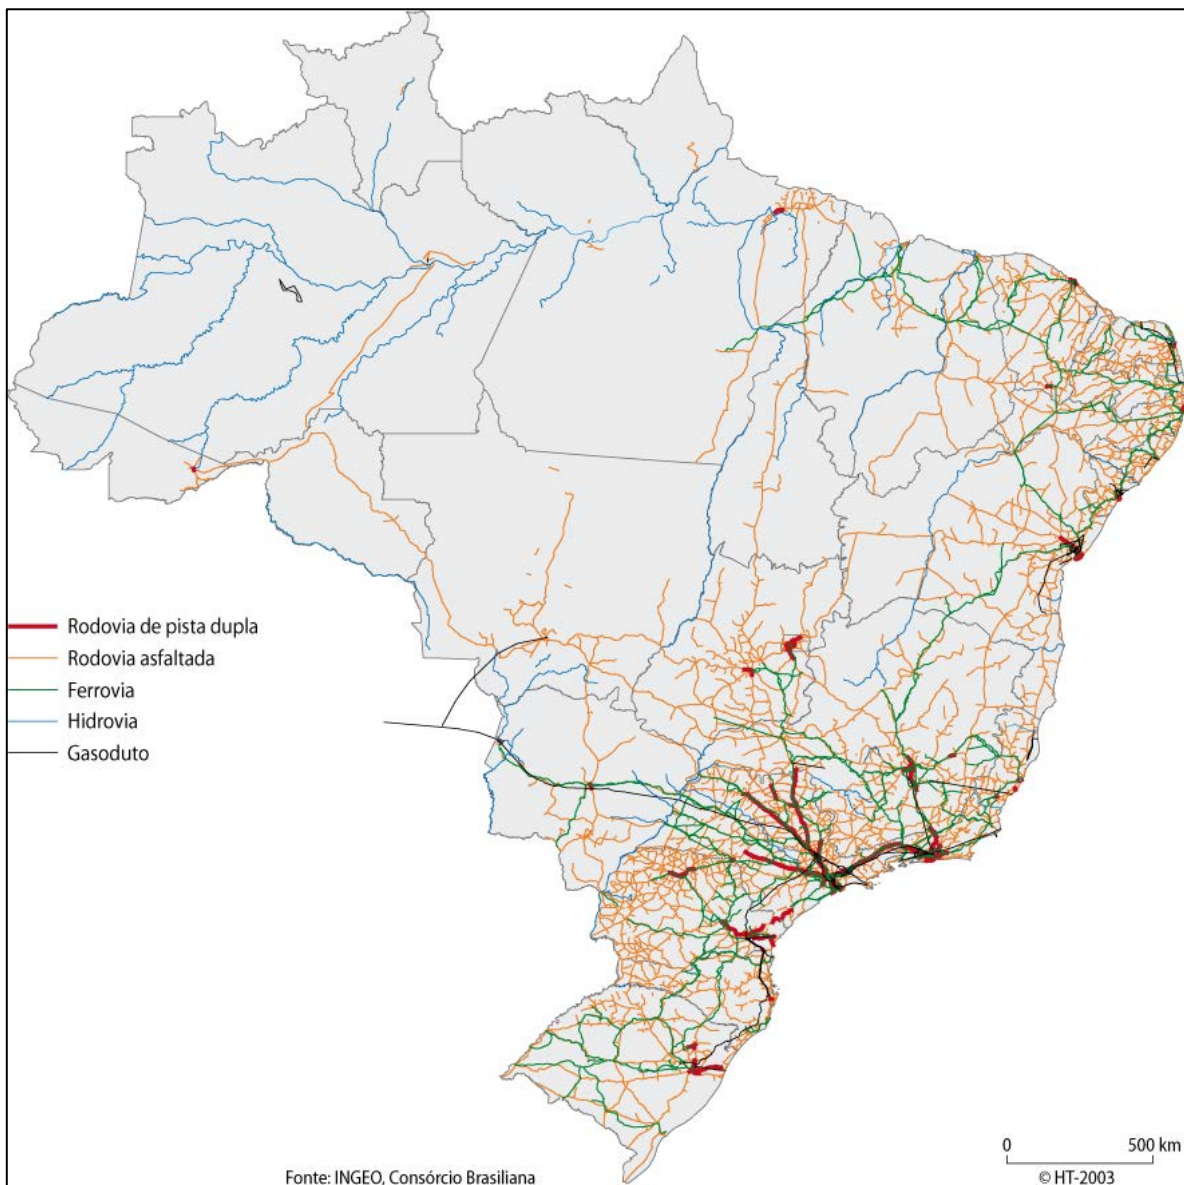 Rodovia de pista dupla
Rodovia asfaltada
Ferrovia
Hidrovia
Gasoduto
0 500 km
Fonte: INGEO, Consórcio Brasiliana
© HT-2003